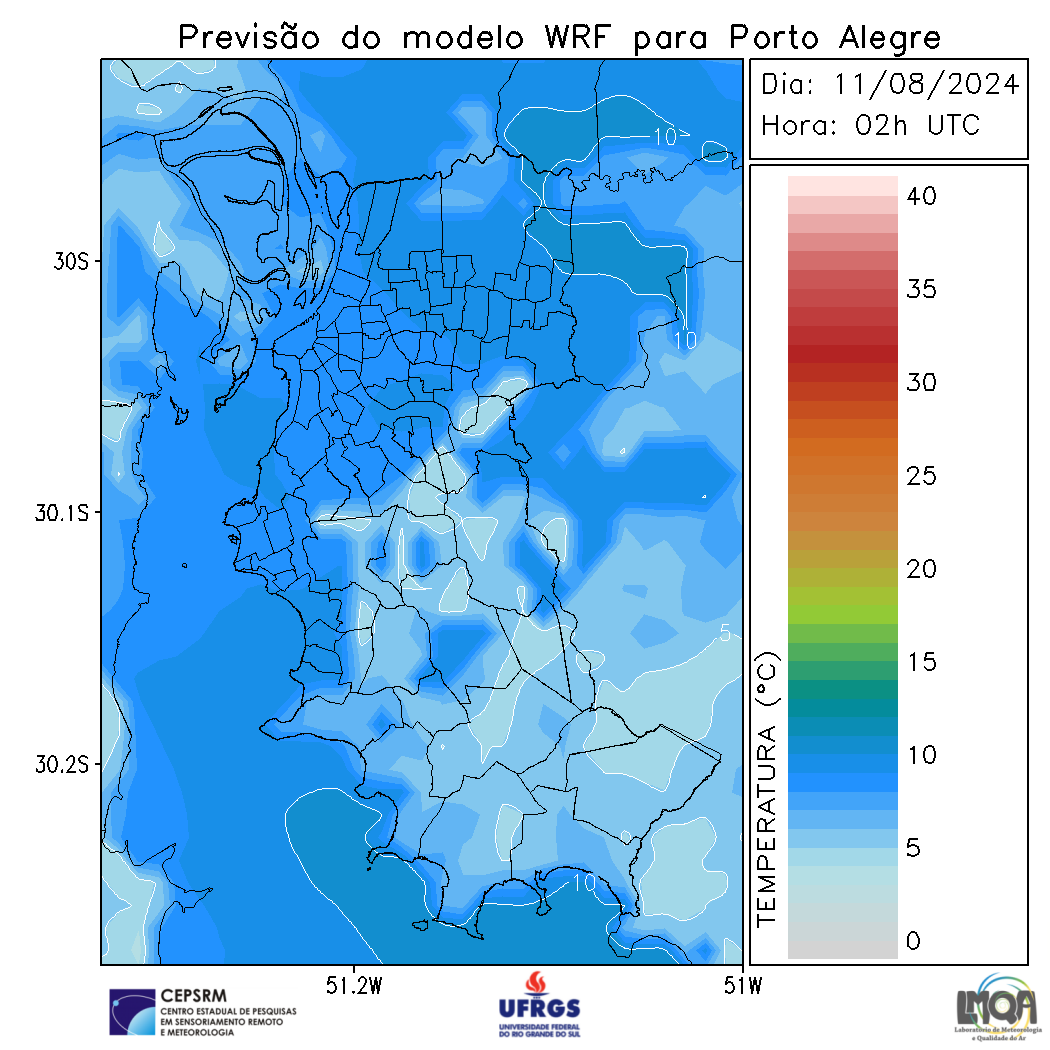 Previsão do modelo WRF para Porto Alegre
Dia: 11/08/2024
Hora: 02h UTC
10
10
5
10
30S
30.1S
30.2S
51.2W
51W
40
35
30
25
20
15
10
5
0
TEMPERATURA (°C)
CEPSRM
CENTRO ESTADUAL DE PESQUISAS
EM SENSORIAMENTO REMOTO
E METEOROLOGIA
UFRGS
UNIVERSIDADE FEDERAL
DO RIO GRANDE DO SUL
LMQA
Laboratório de Meteorologia
e Qualidade do Ar